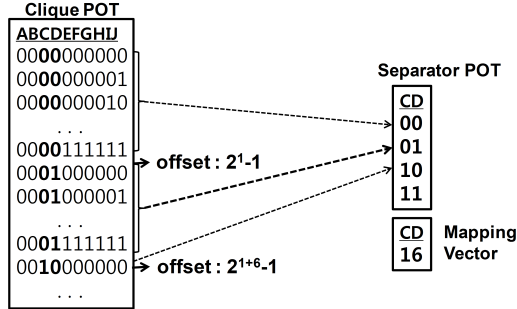 Clique POT
ABCDEFGHIJ
0000000000
0000000001
0000000010
...
0000111111
0001000000
0001000001
...
0001111111
0010000000
...
offset : 2¹-1
offset : 2¹⁺⁶-1
Separator POT
CD
00
01
10
11
CD
16
Mapping
Vector